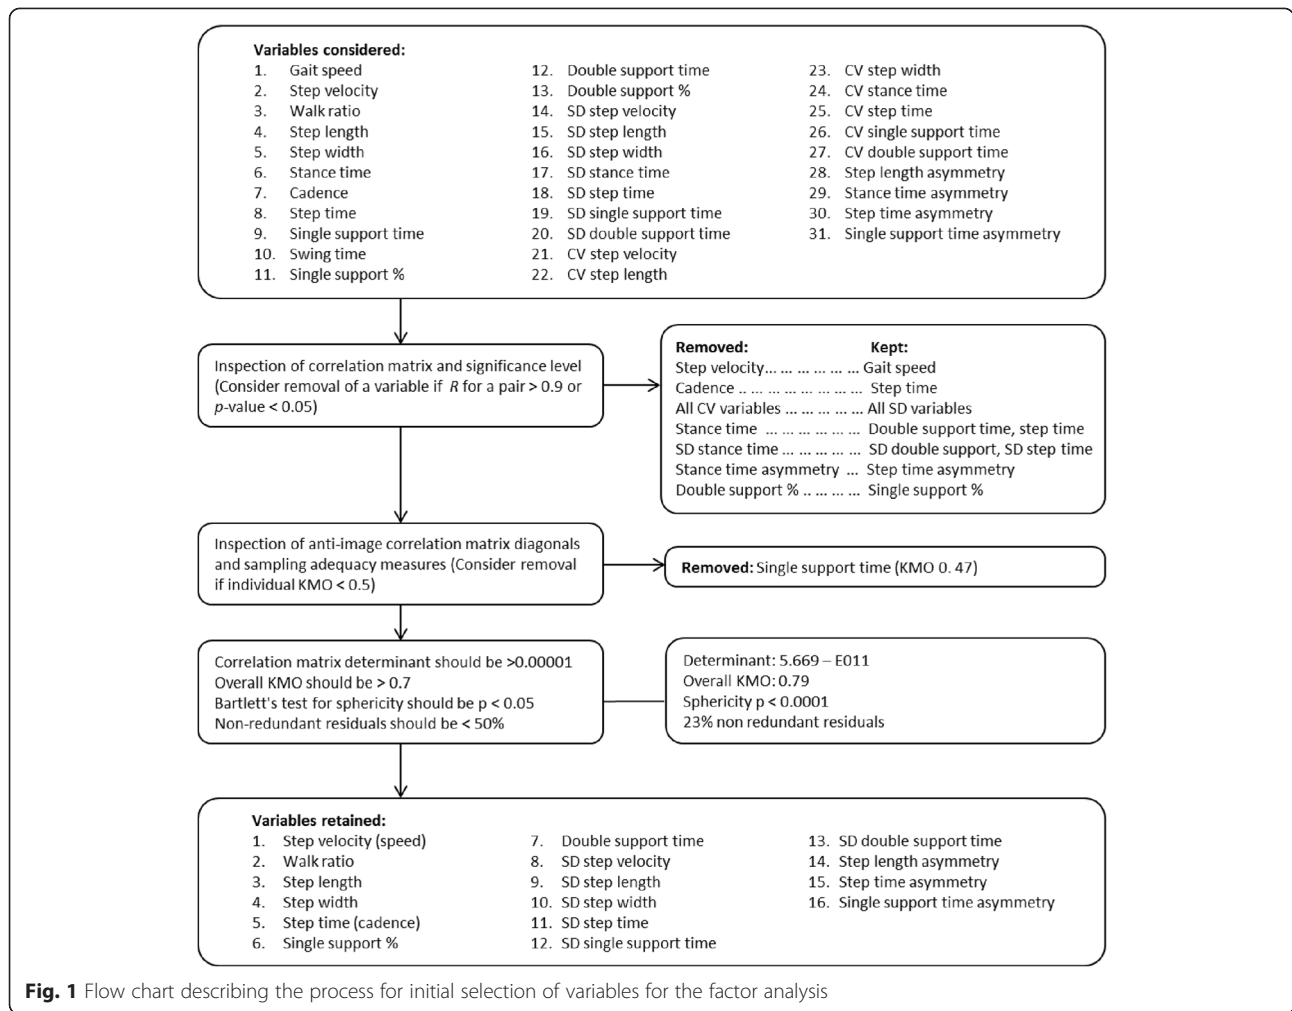 Variables considered:
1. Gait speed
2. Step velocity
3. Walk ratio
4. Step length
5. Step width
6. Stance time
7. Cadence
8. Step time
9. Single support time
10. Swing time
11. Single support %
12. Double support time
13. Double support %
14. SD step velocity
15. SD step length
16. SD step width
17. SD stance time
18. SD step time
19. SD single support time
20. SD double support time
21. CV step velocity
22. CV step length
23. CV step width
24. CV stance time
25. CV step time
26. CV single support time
27. CV double support time
28. Step length asymmetry
29. Stance time asymmetry
30. Step time asymmetry
31. Single support time asymmetry
Inspection of correlation matrix and significance level
(Consider removal of a variable if R for a pair > 0.9 or
p-value < 0.05)
Removed: Kept:
Step velocity... ... ... ... ... ... Gait speed
Cadence .. ... ... ... ... ... ... Step time
All CV variables ... ... ... ... ... All SD variables
Stance time ... ... ... ... ... ... Double support time, step time
SD stance time ... ... ... ... ... SD double support, SD step time
Stance time asymmetry ... Step time asymmetry
Double support % .. ... ... ... Single support %
Inspection of anti-image correlation matrix diagonals
and sampling adequacy measures (Consider removal
if individual KMO < 0.5)
Removed: Single support time (KMO 0. 47)
Correlation matrix determinant should be >0.00001
Overall KMO should be > 0.7
Bartlett's test for sphericity should be p < 0.05
Non-redundant residuals should be < 50%
Determinant: 5.669 – E011
Overall KMO: 0.79
Sphericity p < 0.0001
23% non redundant residuals
Variables retained:
1. Step velocity (speed)
2. Walk ratio
3. Step length
4. Step width
5. Step time (cadence)
6. Single support %
7. Double support time
8. SD step velocity
9. SD step length
10. SD step width
11. SD step time
12. SD single support time
13. SD double support time
14. Step length asymmetry
15. Step time asymmetry
16. Single support time asymmetry
Fig. 1 Flow chart describing the process for initial selection of variables for the factor analysis